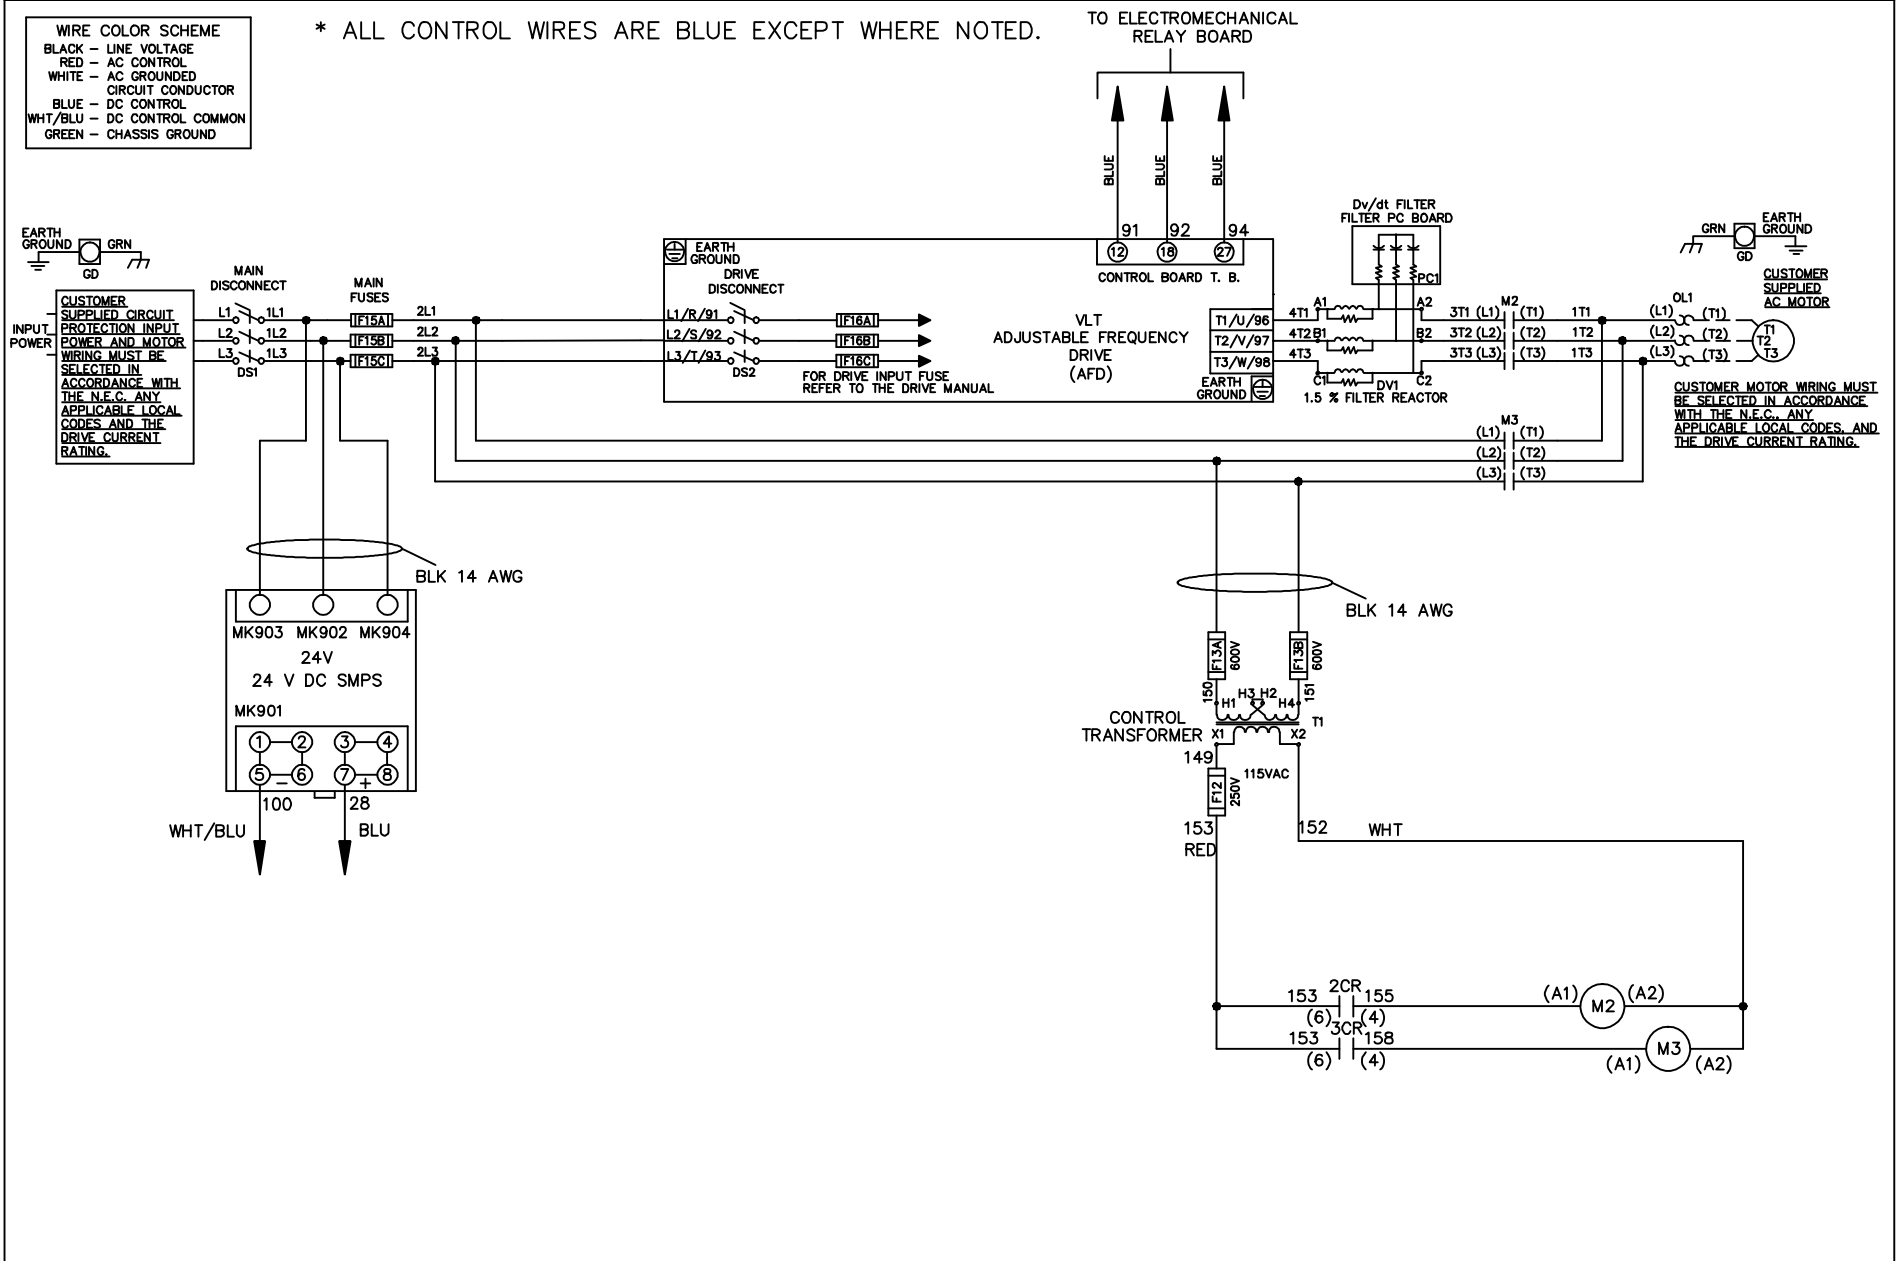 WIRE COLOR SCHEME
BLACK – LINE VOLTAGE
RED – AC CONTROL
WHITE – AC GROUNDED
CIRCUIT CONDUCTOR
BLUE – DC CONTROL
WHT/BLU – DC CONTROL COMMON
GREEN – CHASSIS GROUND
* ALL CONTROL WIRES ARE BLUE EXCEPT WHERE NOTED.
TO ELECTROMECHANICAL
RELAY BOARD
BLUE
BLUE
BLUE
91 92 94
12 18 27
CONTROL BOARD T. B.
EARTH
GROUND
GRN
GD
INPUT
POWER
CUSTOMER
SUPPLIED CIRCUIT
PROTECTION INPUT
POWER AND MOTOR
WIRING MUST BE
SELECTED IN
ACCORDANCE WITH
THE N.E.C. ANY
APPLICABLE LOCAL
CODES AND THE
DRIVE CURRENT
RATING.
MAIN
DISCONNECT
L1 1L1
L2 1L2
L3 1L3
DS1
MAIN
FUSES
F15A
F15B
F15C
2L1
2L2
2L3
EARTH
GROUND
DRIVE
DISCONNECT
L1/R/91
L2/S/92
L3/T/93
DS2
F16A
F16B
F16C
FOR DRIVE INPUT FUSE
REFER TO THE DRIVE MANUAL
VLT
ADJUSTABLE FREQUENCY
DRIVE
(AFD)
T1/U/96
T2/V/97
T3/W/98
EARTH
GROUND
4T1
4T2
4T3
Dv/dt FILTER
FILTER PC BOARD
PC1
A1 A2
B1 B2
C1 C2
DV1
1.5 % FILTER REACTOR
M2
3T1 (L1) (T1) 1T1
3T2 (L2) (T2) 1T2
3T3 (L3) (T3) 1T3
M3
(L1) (T1)
(L2) (T2)
(L3) (T3)
OL1
(L1) (T1)
(L2) (T2)
(L3) (T3)
T1
T2
T3
GRN
EARTH
GROUND
GD
CUSTOMER
SUPPLIED
AC MOTOR
CUSTOMER MOTOR WIRING MUST
BE SELECTED IN ACCORDANCE
WITH THE N.E.C., ANY
APPLICABLE LOCAL CODES, AND
THE DRIVE CURRENT RATING.
BLK 14 AWG
MK903 MK902 MK904
24V
24 V DC SMPS
MK901
1 2 3 4
5 6 7 8
– +
100 28
WHT/BLU BLU
BLK 14 AWG
F13A
600V
F13B
600V
150
151
H1 H3 H2 H4
T1
CONTROL
TRANSFORMER
X1 X2
149
115VAC
F12
250V
153
RED
152
WHT
2CR
153 155
(6) (4)
(A1) M2 (A2)
3CR
153 158
(6) (4)
(A1) M3 (A2)